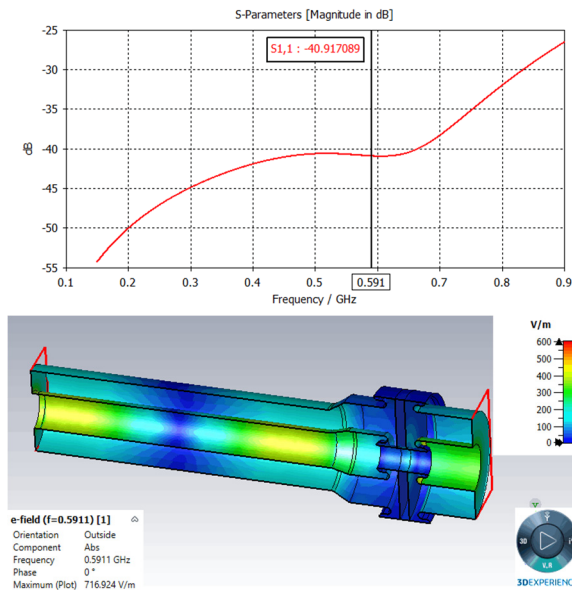 S-Parameters [Magnitude in dB]
S1,1 : -40.917089
-25
-30
-35
-40
-45
-50
-55
dB
0.1 0.2 0.3 0.4 0.5 0.591 0.7 0.8 0.9
Frequency / GHz
V/m
600
500
400
300
200
100
0
e-field (f=0.5911) [1]
Orientation Outside
Component Abs
Frequency 0.5911 GHz
Phase 0 °
Maximum (Plot) 716.924 V/m
3D
V.R